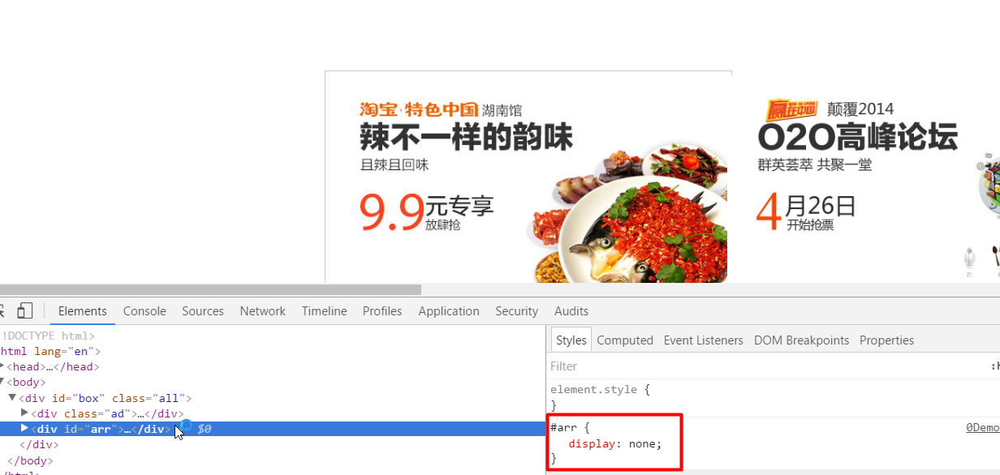 淘宝·特色中国 湖南馆
辣不一样的韵味
且辣且回味
9.9元专享
放肆抢
赢在中国 颠覆2014
O2O高峰论坛
群英荟萃 共聚一堂
4月26日
开始抢票
Elements Console Sources Network Timeline Profiles Application Security Audits
!DOCTYPE html>
html lang="en">
<head>…</head>
<body>
<div id="box" class="all">
<div class="ad">…</div>
<div id="arr">…</div> $0
</div>
</body>
Styles Computed Event Listeners DOM Breakpoints Properties
Filter :h
element.style {
}
#arr { 0Demo
display: none;
}